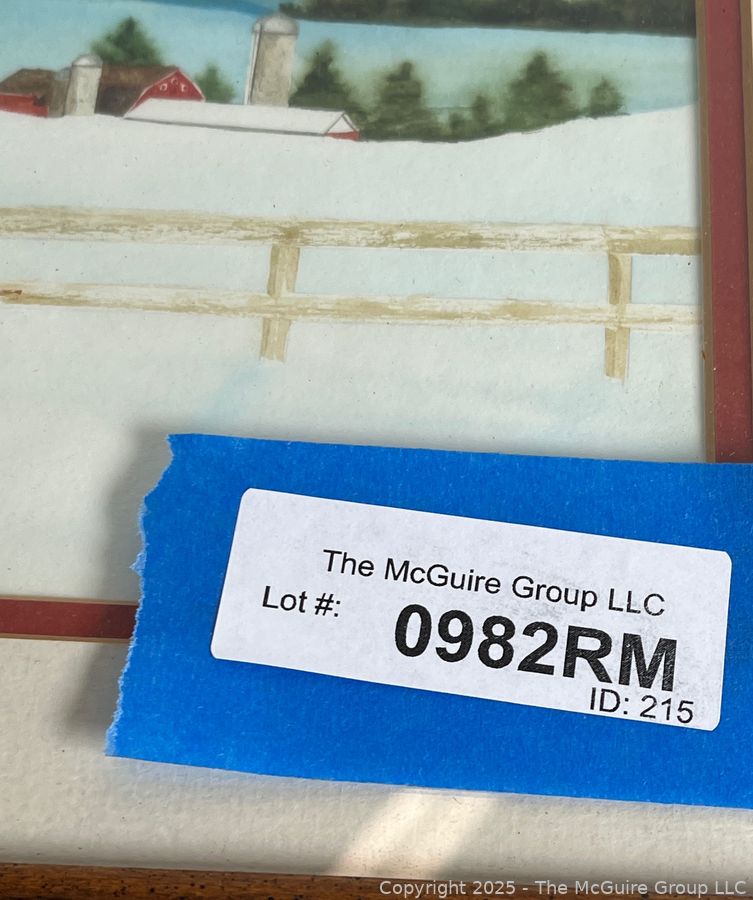 The McGuire Group LLC
Lot #: 0982RM
ID: 215
Copyright 2025 - The McGuire Group LLC